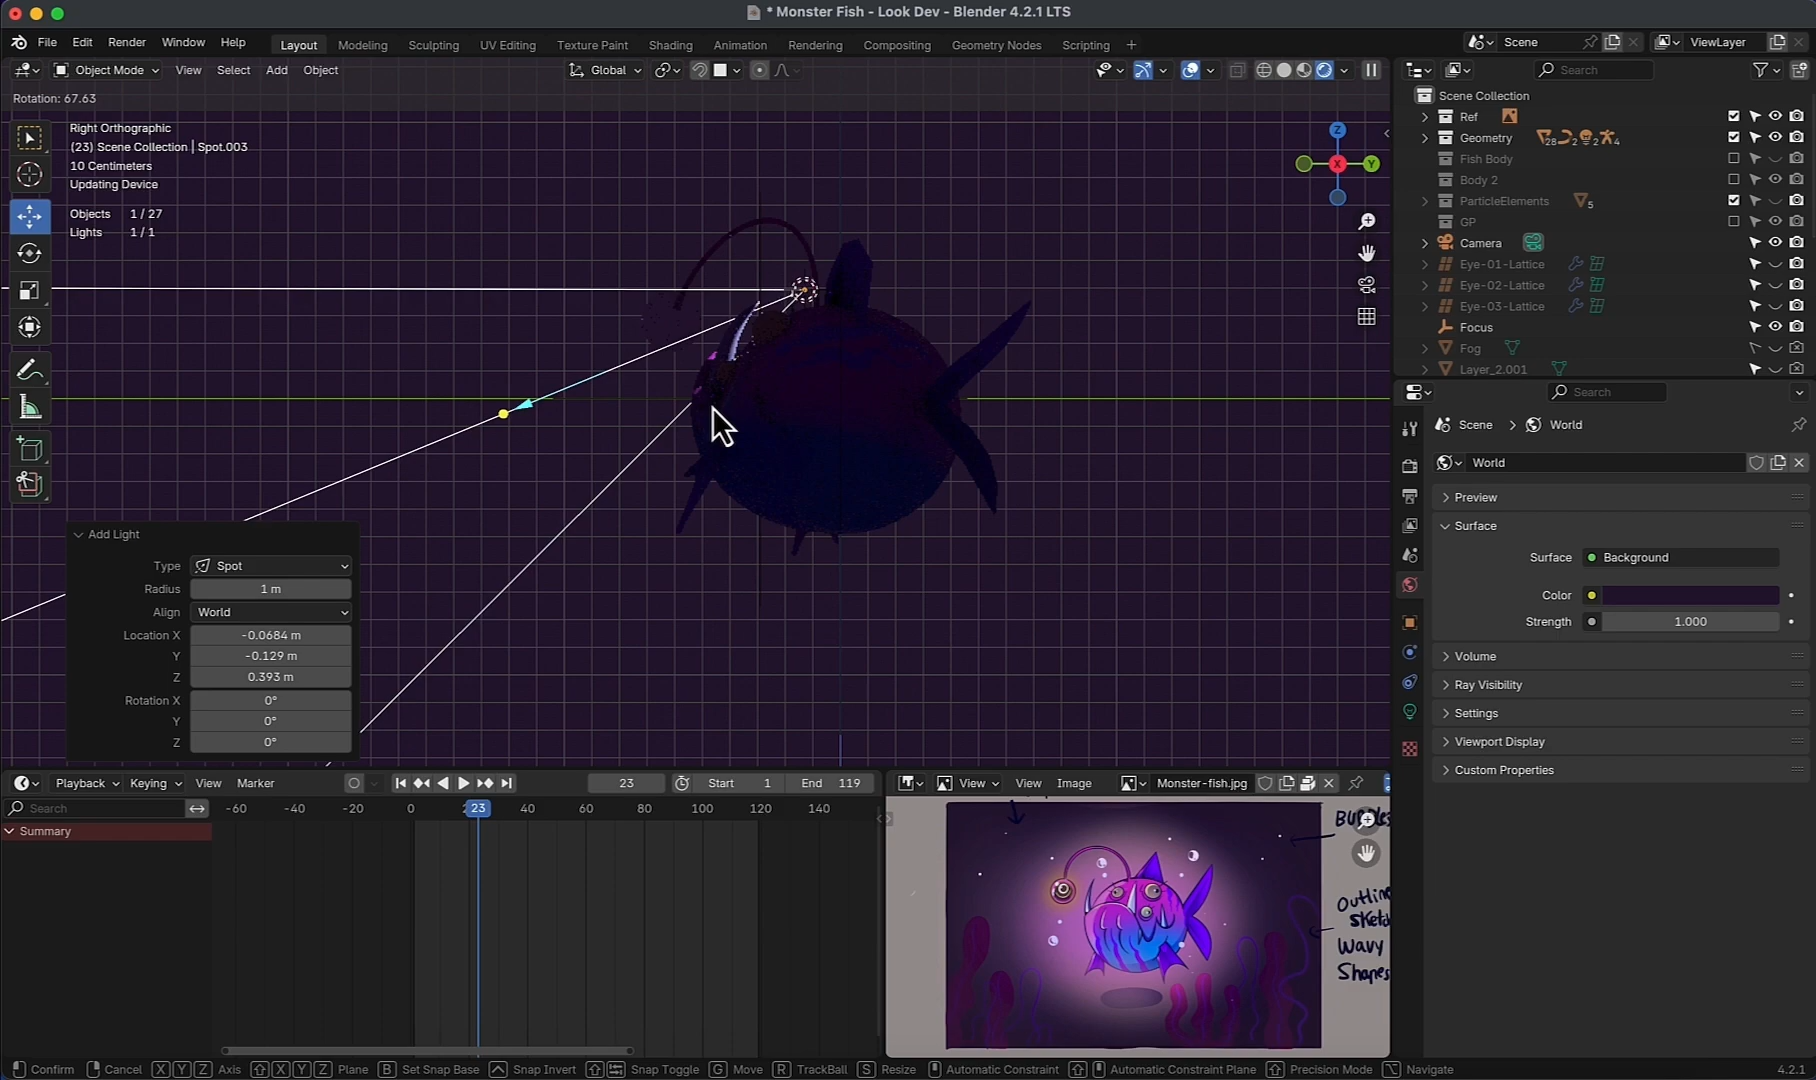 * Monster Fish - Look Dev - Blender 4.2.1 LTS
File Edit Render Window Help Layout Modeling Sculpting UV Editing Texture Paint Shading Animation Rendering Compositing Geometry Nodes Scripting + Scene ViewLayer
Object Mode View Select Add Object Global Search
Rotation: 67.63
Right Orthographic
(23) Scene Collection | Spot.003
10 Centimeters
Updating Device
Objects 1 / 27
Lights 1 / 1
Z
X
Y
Add Light
Type Spot
Radius 1 m
Align World
Location X -0.0684 m
Y -0.129 m
Z 0.393 m
Rotation X 0°
Y 0°
Z 0°
Scene Collection
Ref
Geometry 28 2 2 4
Fish Body
Body 2
ParticleElements 5
GP
Camera
Eye-01-Lattice
Eye-02-Lattice
Eye-03-Lattice
Focus
Fog
Layer_2.001
Search
Scene > World
World
Preview
Surface
Surface Background
Color
Strength 1.000
Volume
Ray Visibility
Settings
Viewport Display
Custom Properties
Playback Keying View Marker 23 Start 1 End 119
Search -60 -40 -20 0 23 40 60 80 100 120 140
Summary
View View Image Monster-fish.jpg
Bubbles
Outline
Sketch
Wavy
Shapes
Confirm Cancel X Y Z Axis X Y Z Plane B Set Snap Base Snap Invert Snap Toggle G Move R TrackBall S Resize Automatic Constraint Automatic Constraint Plane Precision Mode Navigate 4.2.1